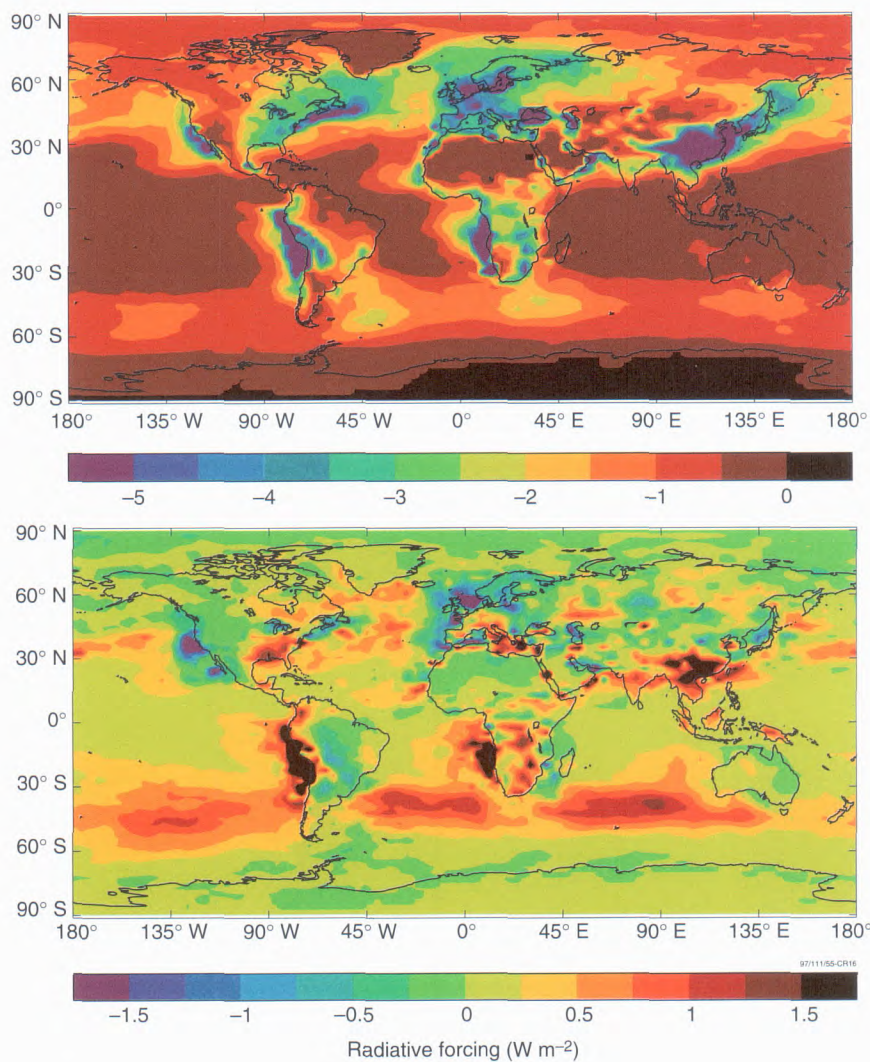 90° N
60° N
30° N
0°
30° S
60° S
90° S
180° 135° W 90° W 45° W 0° 45° E 90° E 135° E 180°
–5 –4 –3 –2 –1 0
90° N
60° N
30° N
0°
30° S
60° S
90° S
180° 135° W 90° W 45° W 0° 45° E 90° E 135° E 180°
97/111/55-CR16
–1.5 –1 –0.5 0 0.5 1 1.5
Radiative forcing (W m–2)